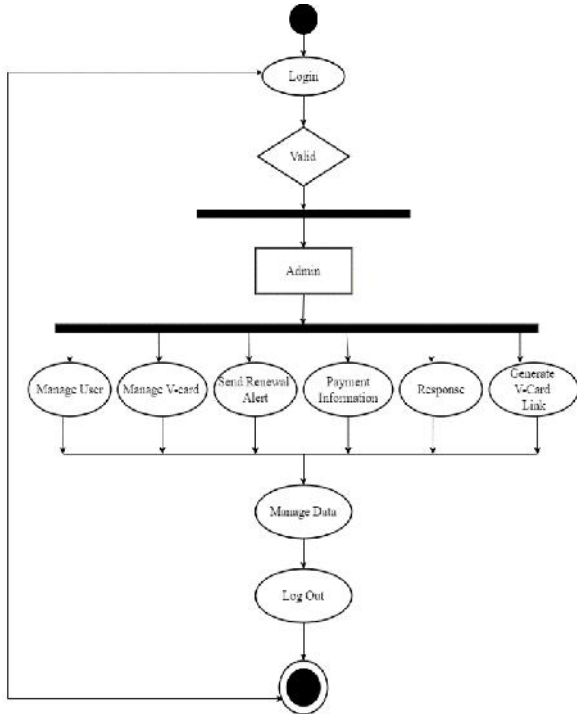 Login
Valid
Admin
Manage User
Manage V-card
Send Renewal
Alert
Payment
Information
Response
Generate
V-Card
Link
Manage Data
Log Out